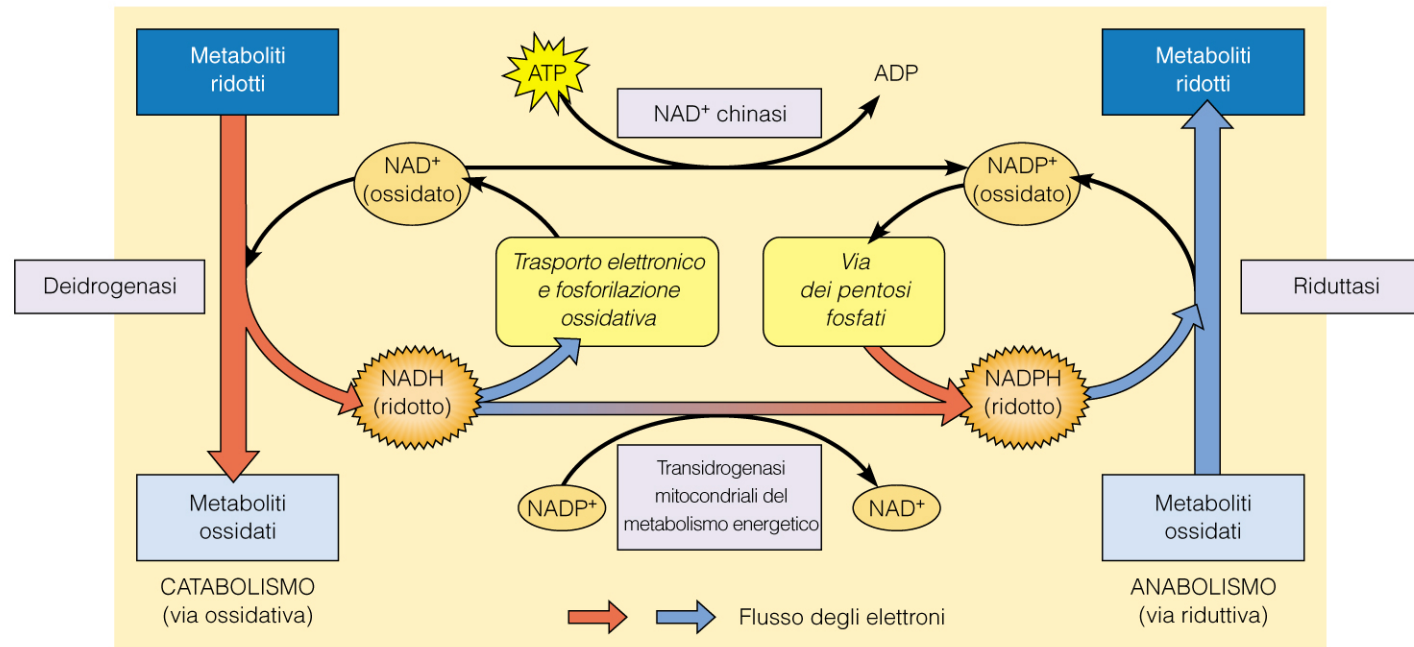 Metaboliti
ridotti
ATP
ADP
Metaboliti
ridotti
NAD⁺ chinasi
NAD⁺
(ossidato)
NADP⁺
(ossidato)
Deidrogenasi
Trasporto elettronico
e fosforilazione
ossidativa
Via
dei pentosi
fosfati
Riduttasi
NADH
(ridotto)
NADPH
(ridotto)
Metaboliti
ossidati
NADP⁺
Transidrogenasi
mitocondriali del
metabolismo energetico
NAD⁺
Metaboliti
ossidati
CATABOLISMO
(via ossidativa)
Flusso degli elettroni
ANABOLISMO
(via riduttiva)